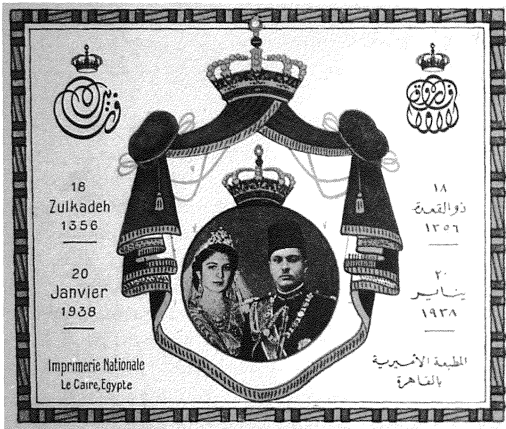 18
Zulkadeh
1356
20
Janvier
1938
Imprimerie Nationale
Le Caire, Egypte
١٨
ذو القعدة
١٣٥٦
٢٠
يناير
١٩٣٨
المطبعة الأميرية
بالقاهرة